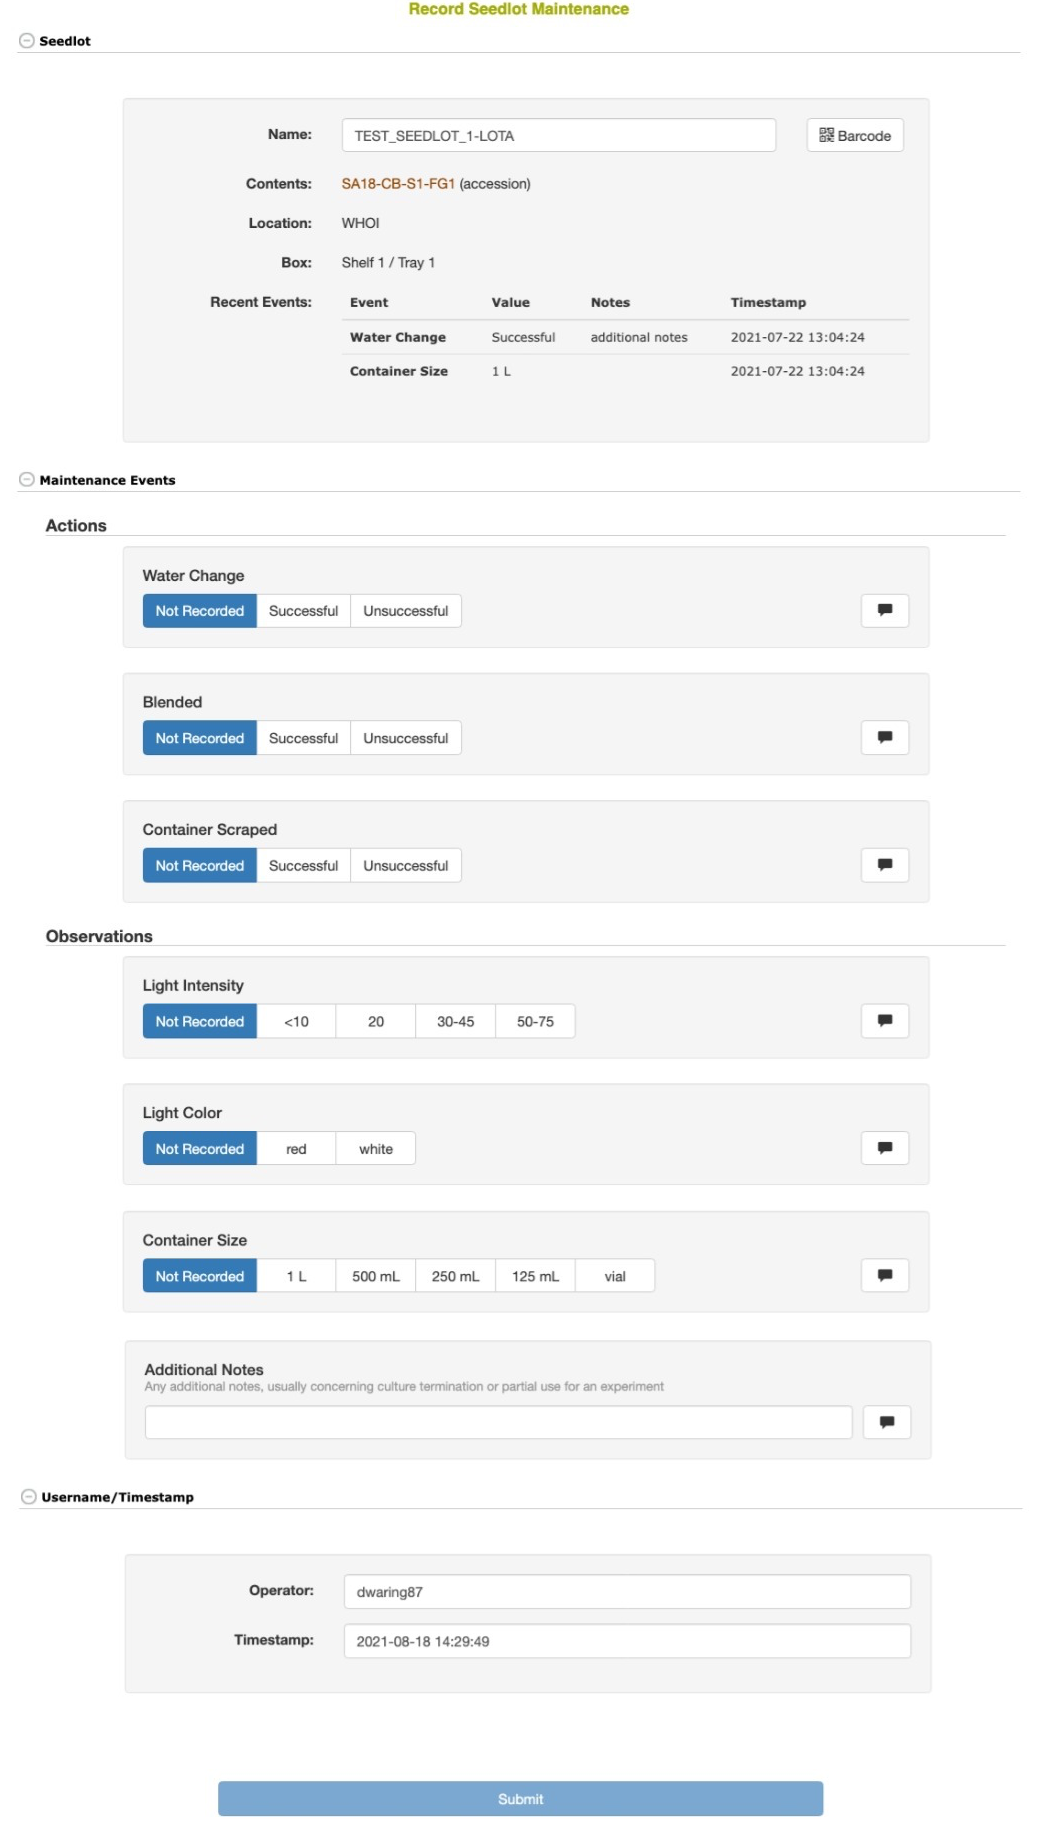 Record Seedlot Maintenance
Seedlot
Name: TEST_SEEDLOT_1-LOTA Barcode
Contents: SA18-CB-S1-FG1 (accession)
Location: WHOI
Box: Shelf 1 / Tray 1
Recent Events: Event Value Notes Timestamp
Water Change Successful additional notes 2021-07-22 13:04:24
Container Size 1 L 2021-07-22 13:04:24
Maintenance Events
Actions
Water Change
Not Recorded Successful Unsuccessful
Blended
Not Recorded Successful Unsuccessful
Container Scraped
Not Recorded Successful Unsuccessful
Observations
Light Intensity
Not Recorded <10 20 30-45 50-75
Light Color
Not Recorded red white
Container Size
Not Recorded 1 L 500 mL 250 mL 125 mL vial
Additional Notes
Any additional notes, usually concerning culture termination or partial use for an experiment
Username/Timestamp
Operator: dwaring87
Timestamp: 2021-08-18 14:29:49
Submit